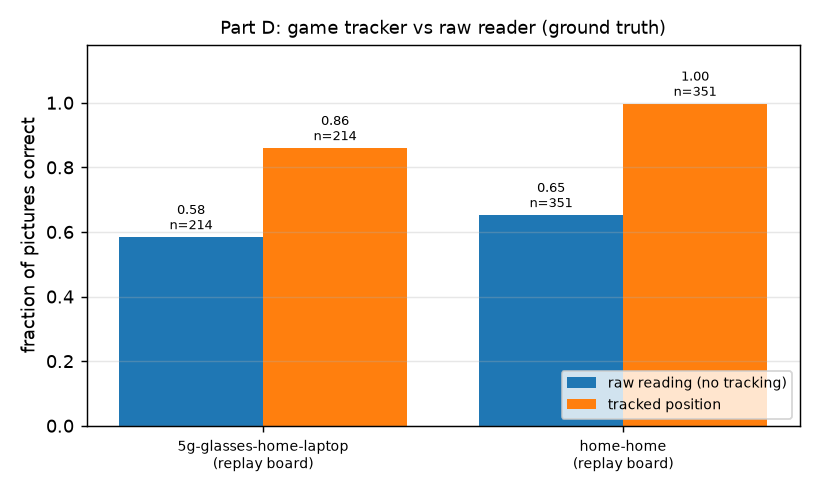 Part D: game tracker vs raw reader (ground truth)
fraction of pictures correct
1.0
0.8
0.6
0.4
0.2
0.0
0.58
n=214
0.86
n=214
0.65
n=351
1.00
n=351
raw reading (no tracking)
tracked position
5g-glasses-home-laptop
(replay board)
home-home
(replay board)